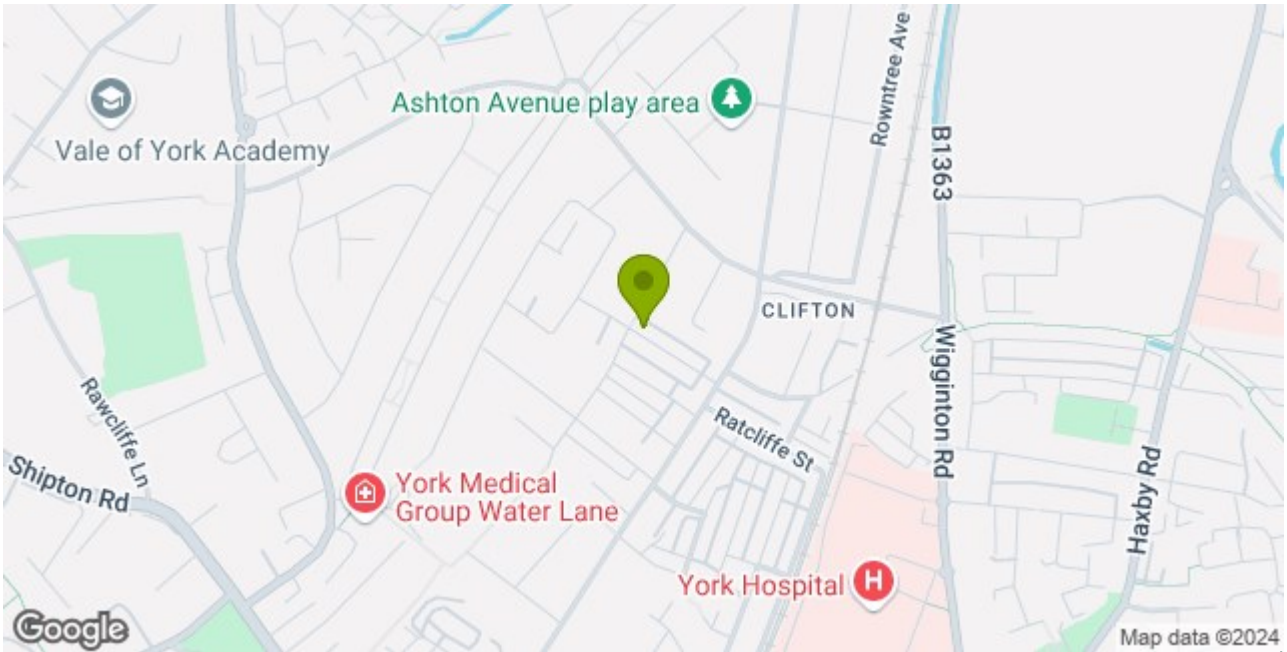 Ashton Avenue play area
Rowntree Ave
B1363
Vale of York Academy
CLIFTON
Wigginton Rd
Rawcliffe Ln
Shipton Rd
Ratcliffe St
Haxby Rd
York Medical
Group Water Lane
York Hospital
H
Google
Map data ©2024